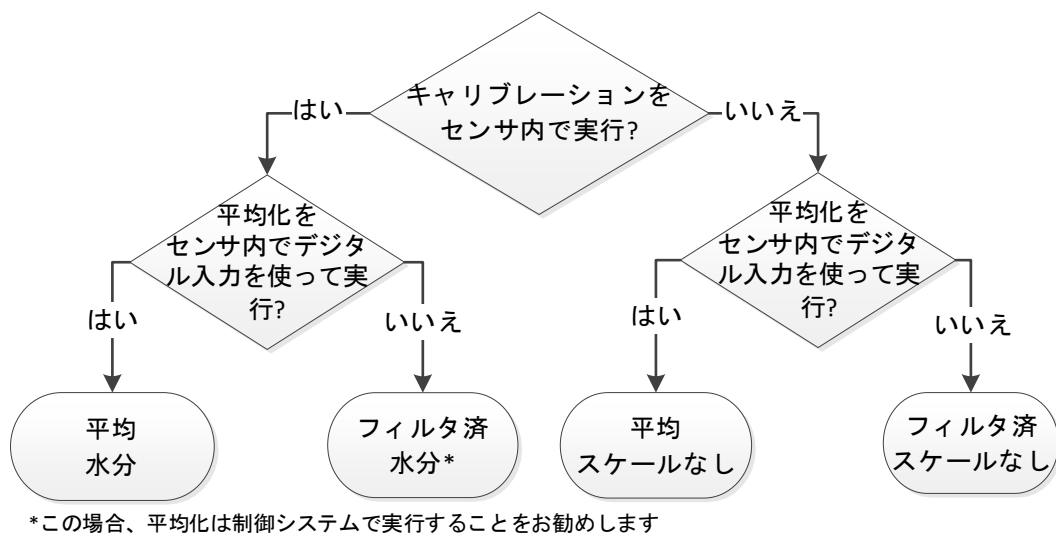 キャリブレーションを
センサ内で実行?
はい
いいえ
平均化を
センサ内でデジタ
ル入力を使って実
行?
平均化を
センサ内でデジタ
ル入力を使って実
行?
はい
いいえ
はい
いいえ
平均
水分
フィルタ済
水分*
平均
スケールなし
フィルタ済
スケールなし
*この場合、平均化は制御システムで実行することをお勧めします